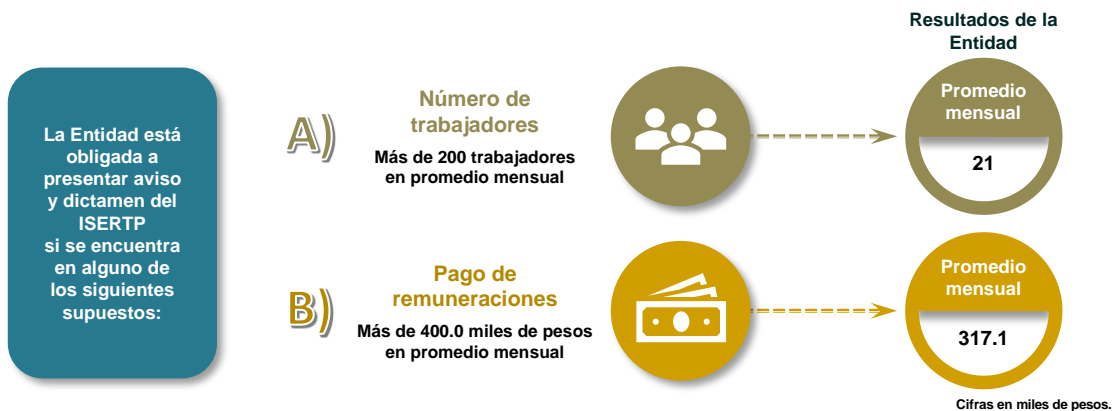 La Entidad está
obligada a
presentar aviso
y dictamen del
ISERTP
si se encuentra
en alguno de
los siguientes
supuestos:
Resultados de la
Entidad
A)
Número de
trabajadores
Más de 200 trabajadores
en promedio mensual
Promedio
mensual
21
B)
Pago de
remuneraciones
Más de 400.0 miles de pesos
en promedio mensual
Promedio
mensual
317.1
Cifras en miles de pesos.